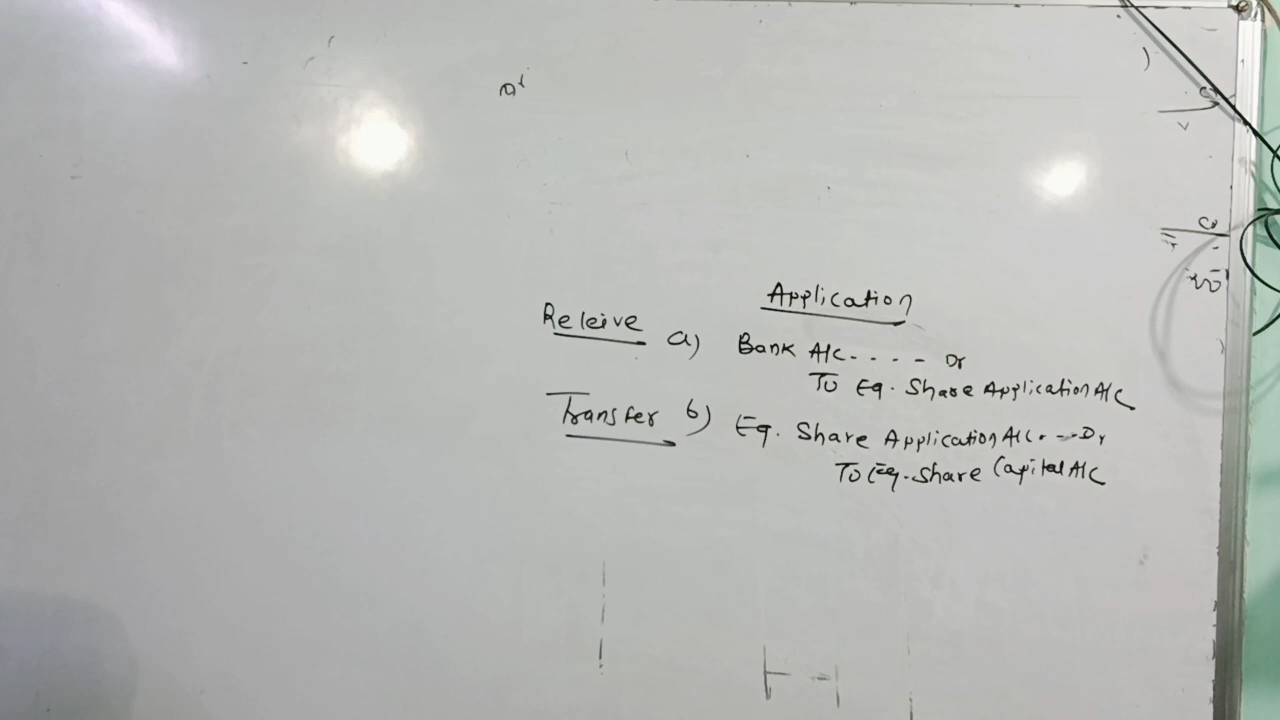 Application
Releive a) Bank A/C. - - - - Dr
To Eq. Share Application A/C
Transfer b) Eq. Share Application A/C. - - Dr
To Eq. Share Capital A/C